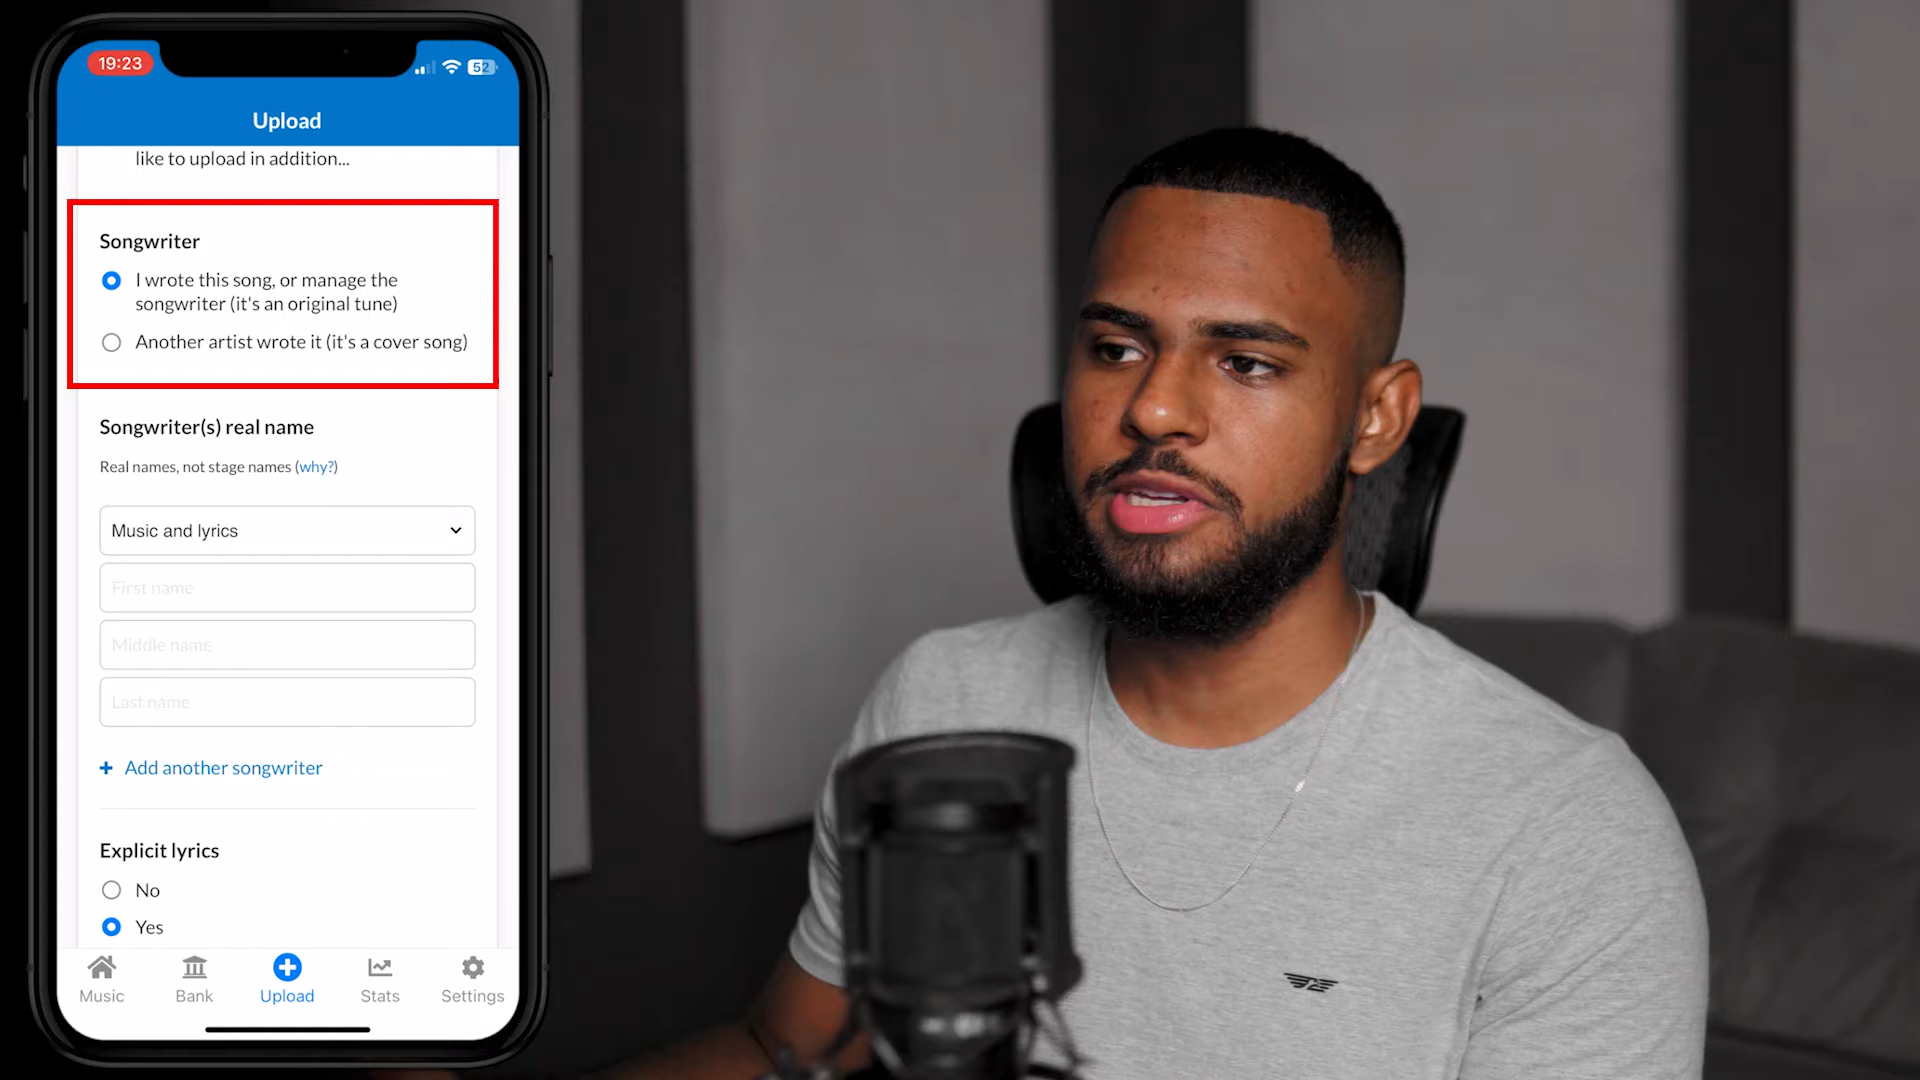 19:23
52
Upload
like to upload in addition...
Songwriter
I wrote this song, or manage the
songwriter (it's an original tune)
Another artist wrote it (it's a cover song)
Songwriter(s) real name
Real names, not stage names (why?)
Music and lyrics
First name
Middle name
Last name
+ Add another songwriter
Explicit lyrics
No
Yes
Music
Bank
Upload
Stats
Settings